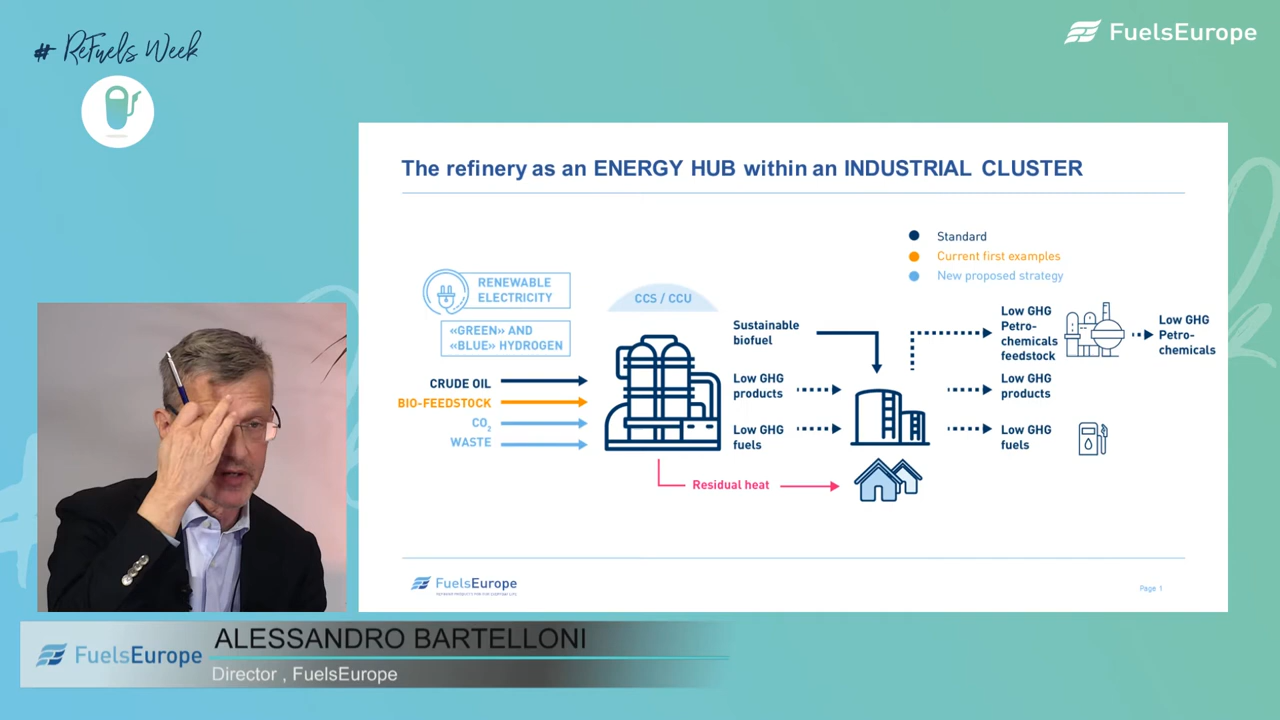 # ReFuels Week
FuelsEurope
The refinery as an ENERGY HUB within an INDUSTRIAL CLUSTER
Standard
Current first examples
New proposed strategy
RENEWABLE
ELECTRICITY
«GREEN» AND
«BLUE» HYDROGEN
CCS / CCU
CRUDE OIL
BIO-FEEDSTOCK
CO₂
WASTE
Sustainable
biofuel
Low GHG
products
Low GHG
fuels
Residual heat
Low GHG
Petro-
chemicals
feedstock
Low GHG
products
Low GHG
fuels
Low GHG
Petro-
chemicals
FuelsEurope
Page 1
FuelsEurope
ALESSANDRO BARTELLONI
Director , FuelsEurope